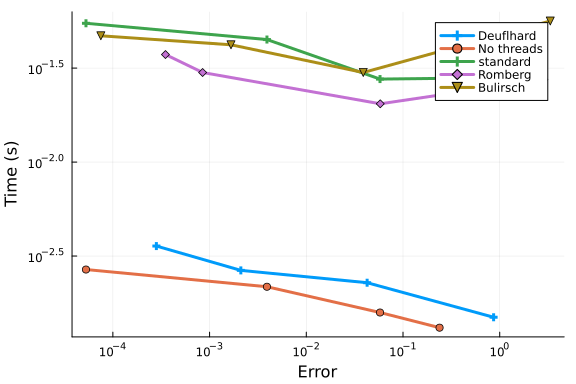 Deuflhard
No threads
standard
Romberg
Bulirsch
10^-1.5
10^-2.0
10^-2.5
Time (s)
10^-4
10^-3
10^-2
10^-1
10^0
Error